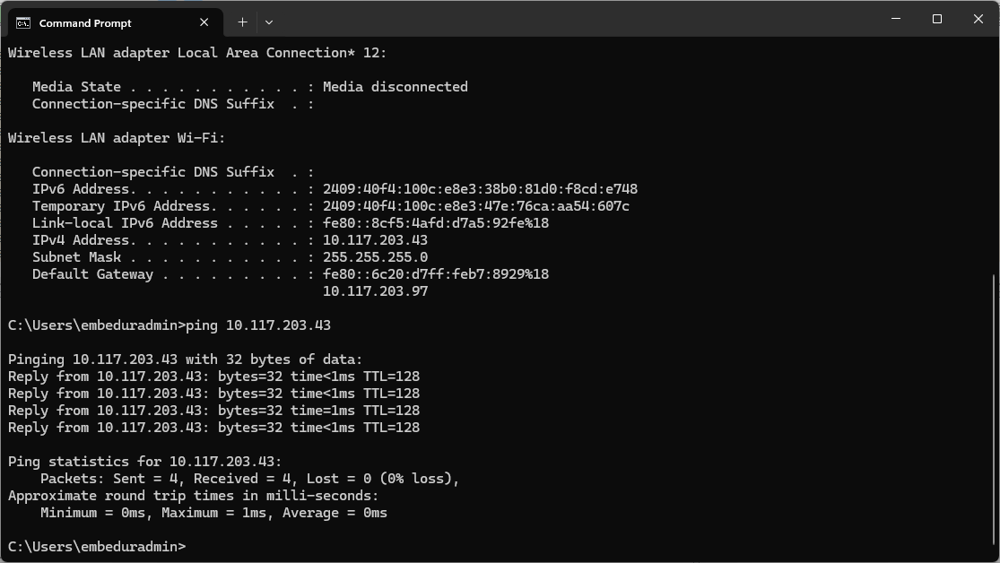 Command Prompt
Wireless LAN adapter Local Area Connection* 12:
Media State . . . . . . . . . . . : Media disconnected
Connection-specific DNS Suffix  . :
Wireless LAN adapter Wi-Fi:
Connection-specific DNS Suffix  . :
IPv6 Address. . . . . . . . . . . : 2409:40f4:100c:e8e3:38b0:81d0:f8cd:e748
Temporary IPv6 Address. . . . . . : 2409:40f4:100c:e8e3:47e:76ca:aa54:607c
Link-local IPv6 Address . . . . . : fe80::8cf5:4afd:d7a5:92fe%18
IPv4 Address. . . . . . . . . . . : 10.117.203.43
Subnet Mask . . . . . . . . . . . : 255.255.255.0
Default Gateway . . . . . . . . . : fe80::6c20:d7ff:feb7:8929%18
10.117.203.97
C:\Users\embeduradmin>ping 10.117.203.43
Pinging 10.117.203.43 with 32 bytes of data:
Reply from 10.117.203.43: bytes=32 time<1ms TTL=128
Reply from 10.117.203.43: bytes=32 time<1ms TTL=128
Reply from 10.117.203.43: bytes=32 time=1ms TTL=128
Reply from 10.117.203.43: bytes=32 time<1ms TTL=128
Ping statistics for 10.117.203.43:
Packets: Sent = 4, Received = 4, Lost = 0 (0% loss),
Approximate round trip times in milli-seconds:
Minimum = 0ms, Maximum = 1ms, Average = 0ms
C:\Users\embeduradmin>